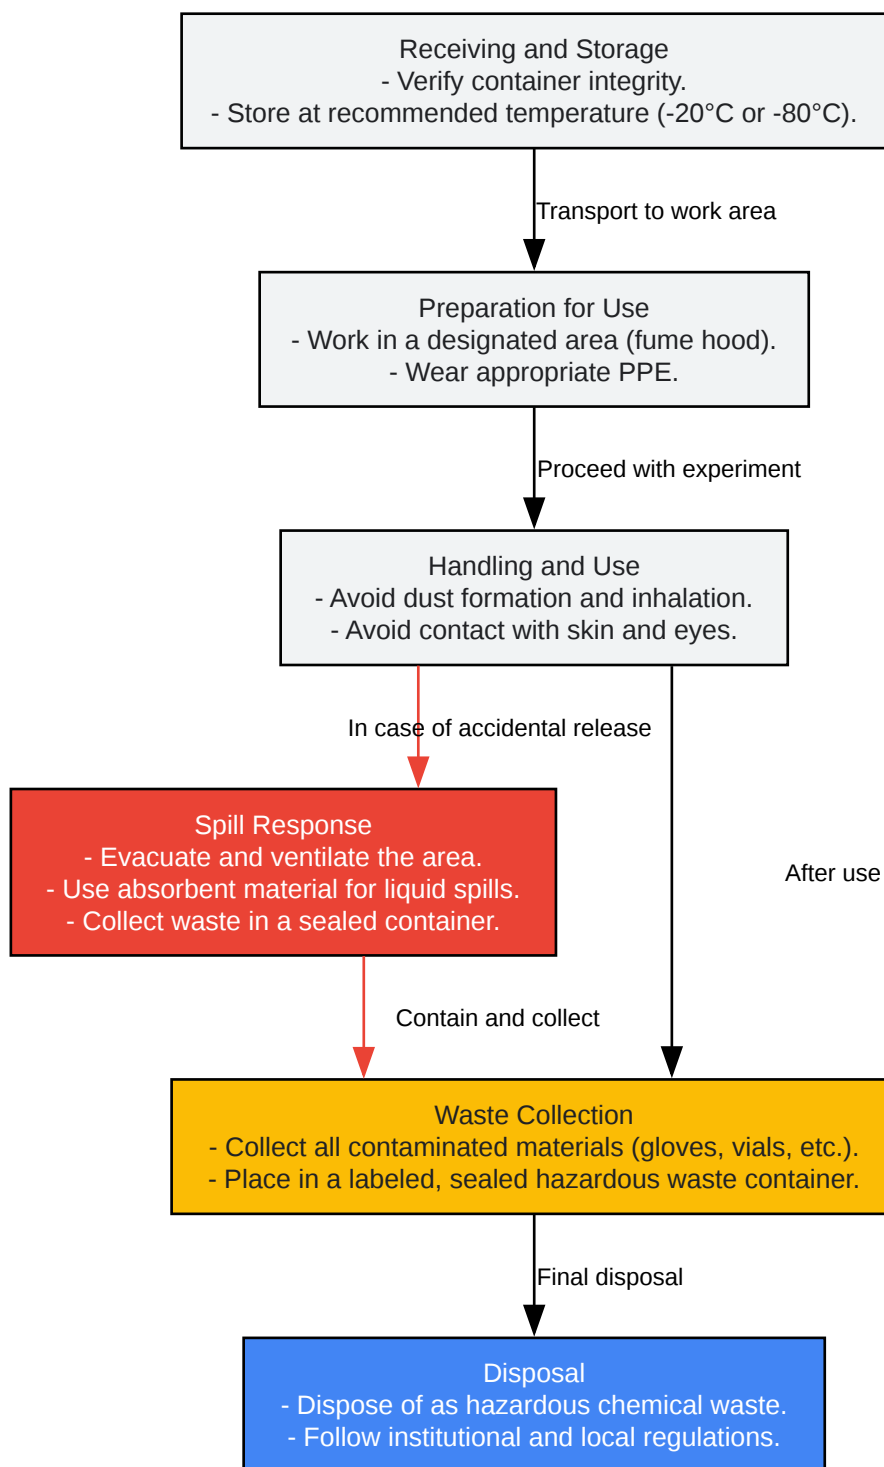 Receiving and Storage
- Verify container integrity.
- Store at recommended temperature (-20°C or -80°C).
Transport to work area
Preparation for Use
- Work in a designated area (fume hood).
- Wear appropriate PPE.
Proceed with experiment
Handling and Use
- Avoid dust formation and inhalation.
- Avoid contact with skin and eyes.
In case of accidental release
Spill Response
- Evacuate and ventilate the area.
- Use absorbent material for liquid spills.
- Collect waste in a sealed container.
After use
Contain and collect
Waste Collection
- Collect all contaminated materials (gloves, vials, etc.).
- Place in a labeled, sealed hazardous waste container.
Final disposal
Disposal
- Dispose of as hazardous chemical waste.
- Follow institutional and local regulations.